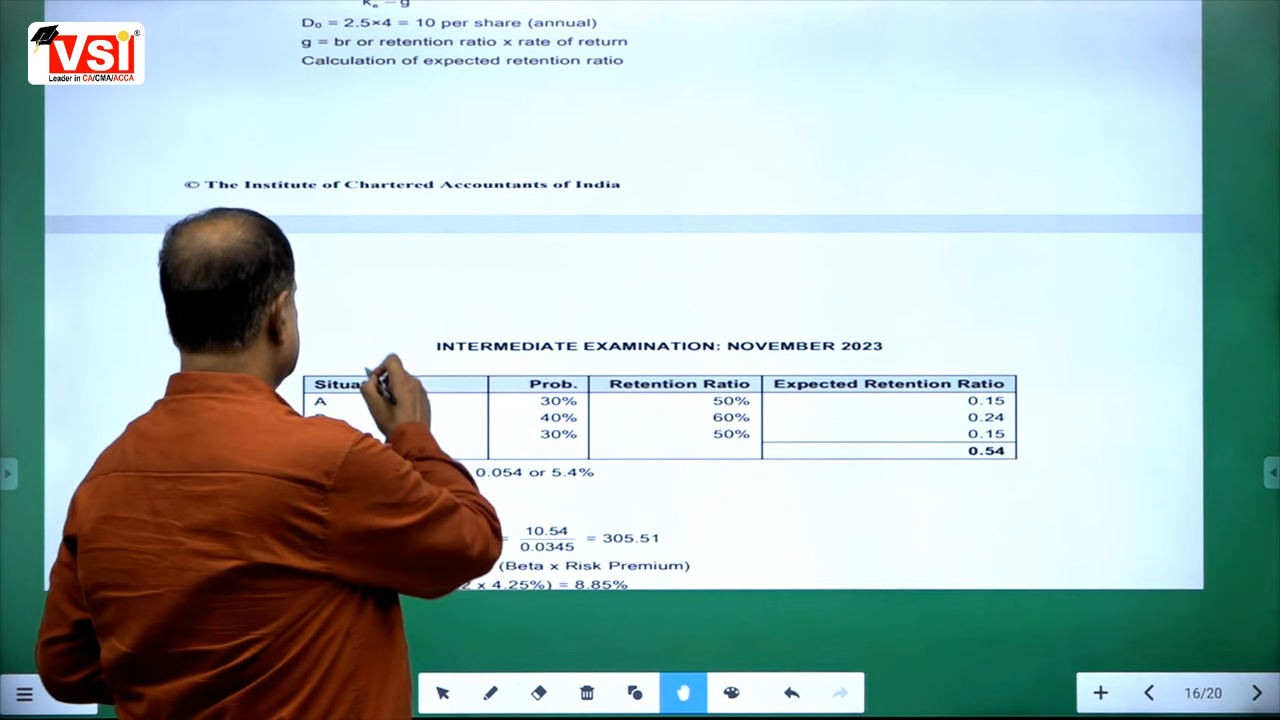 VSI
®
Leader in CA/CMA/ACCA
kₑ – g
D₀ = 2.5×4 = 10 per share (annual)
g = br or retention ratio x rate of return
Calculation of expected retention ratio
© The Institute of Chartered Accountants of India
INTERMEDIATE EXAMINATION: NOVEMBER 2023
Prob. Retention Ratio Expected Retention Ratio
A 30% 50% 0.15
40% 60% 0.24
30% 50% 0.15
0.54
0.054 or 5.4%
= 10.54 / 0.0345 = 305.51
(Beta x Risk Premium)
x 4.25%) = 8.85%
16/20